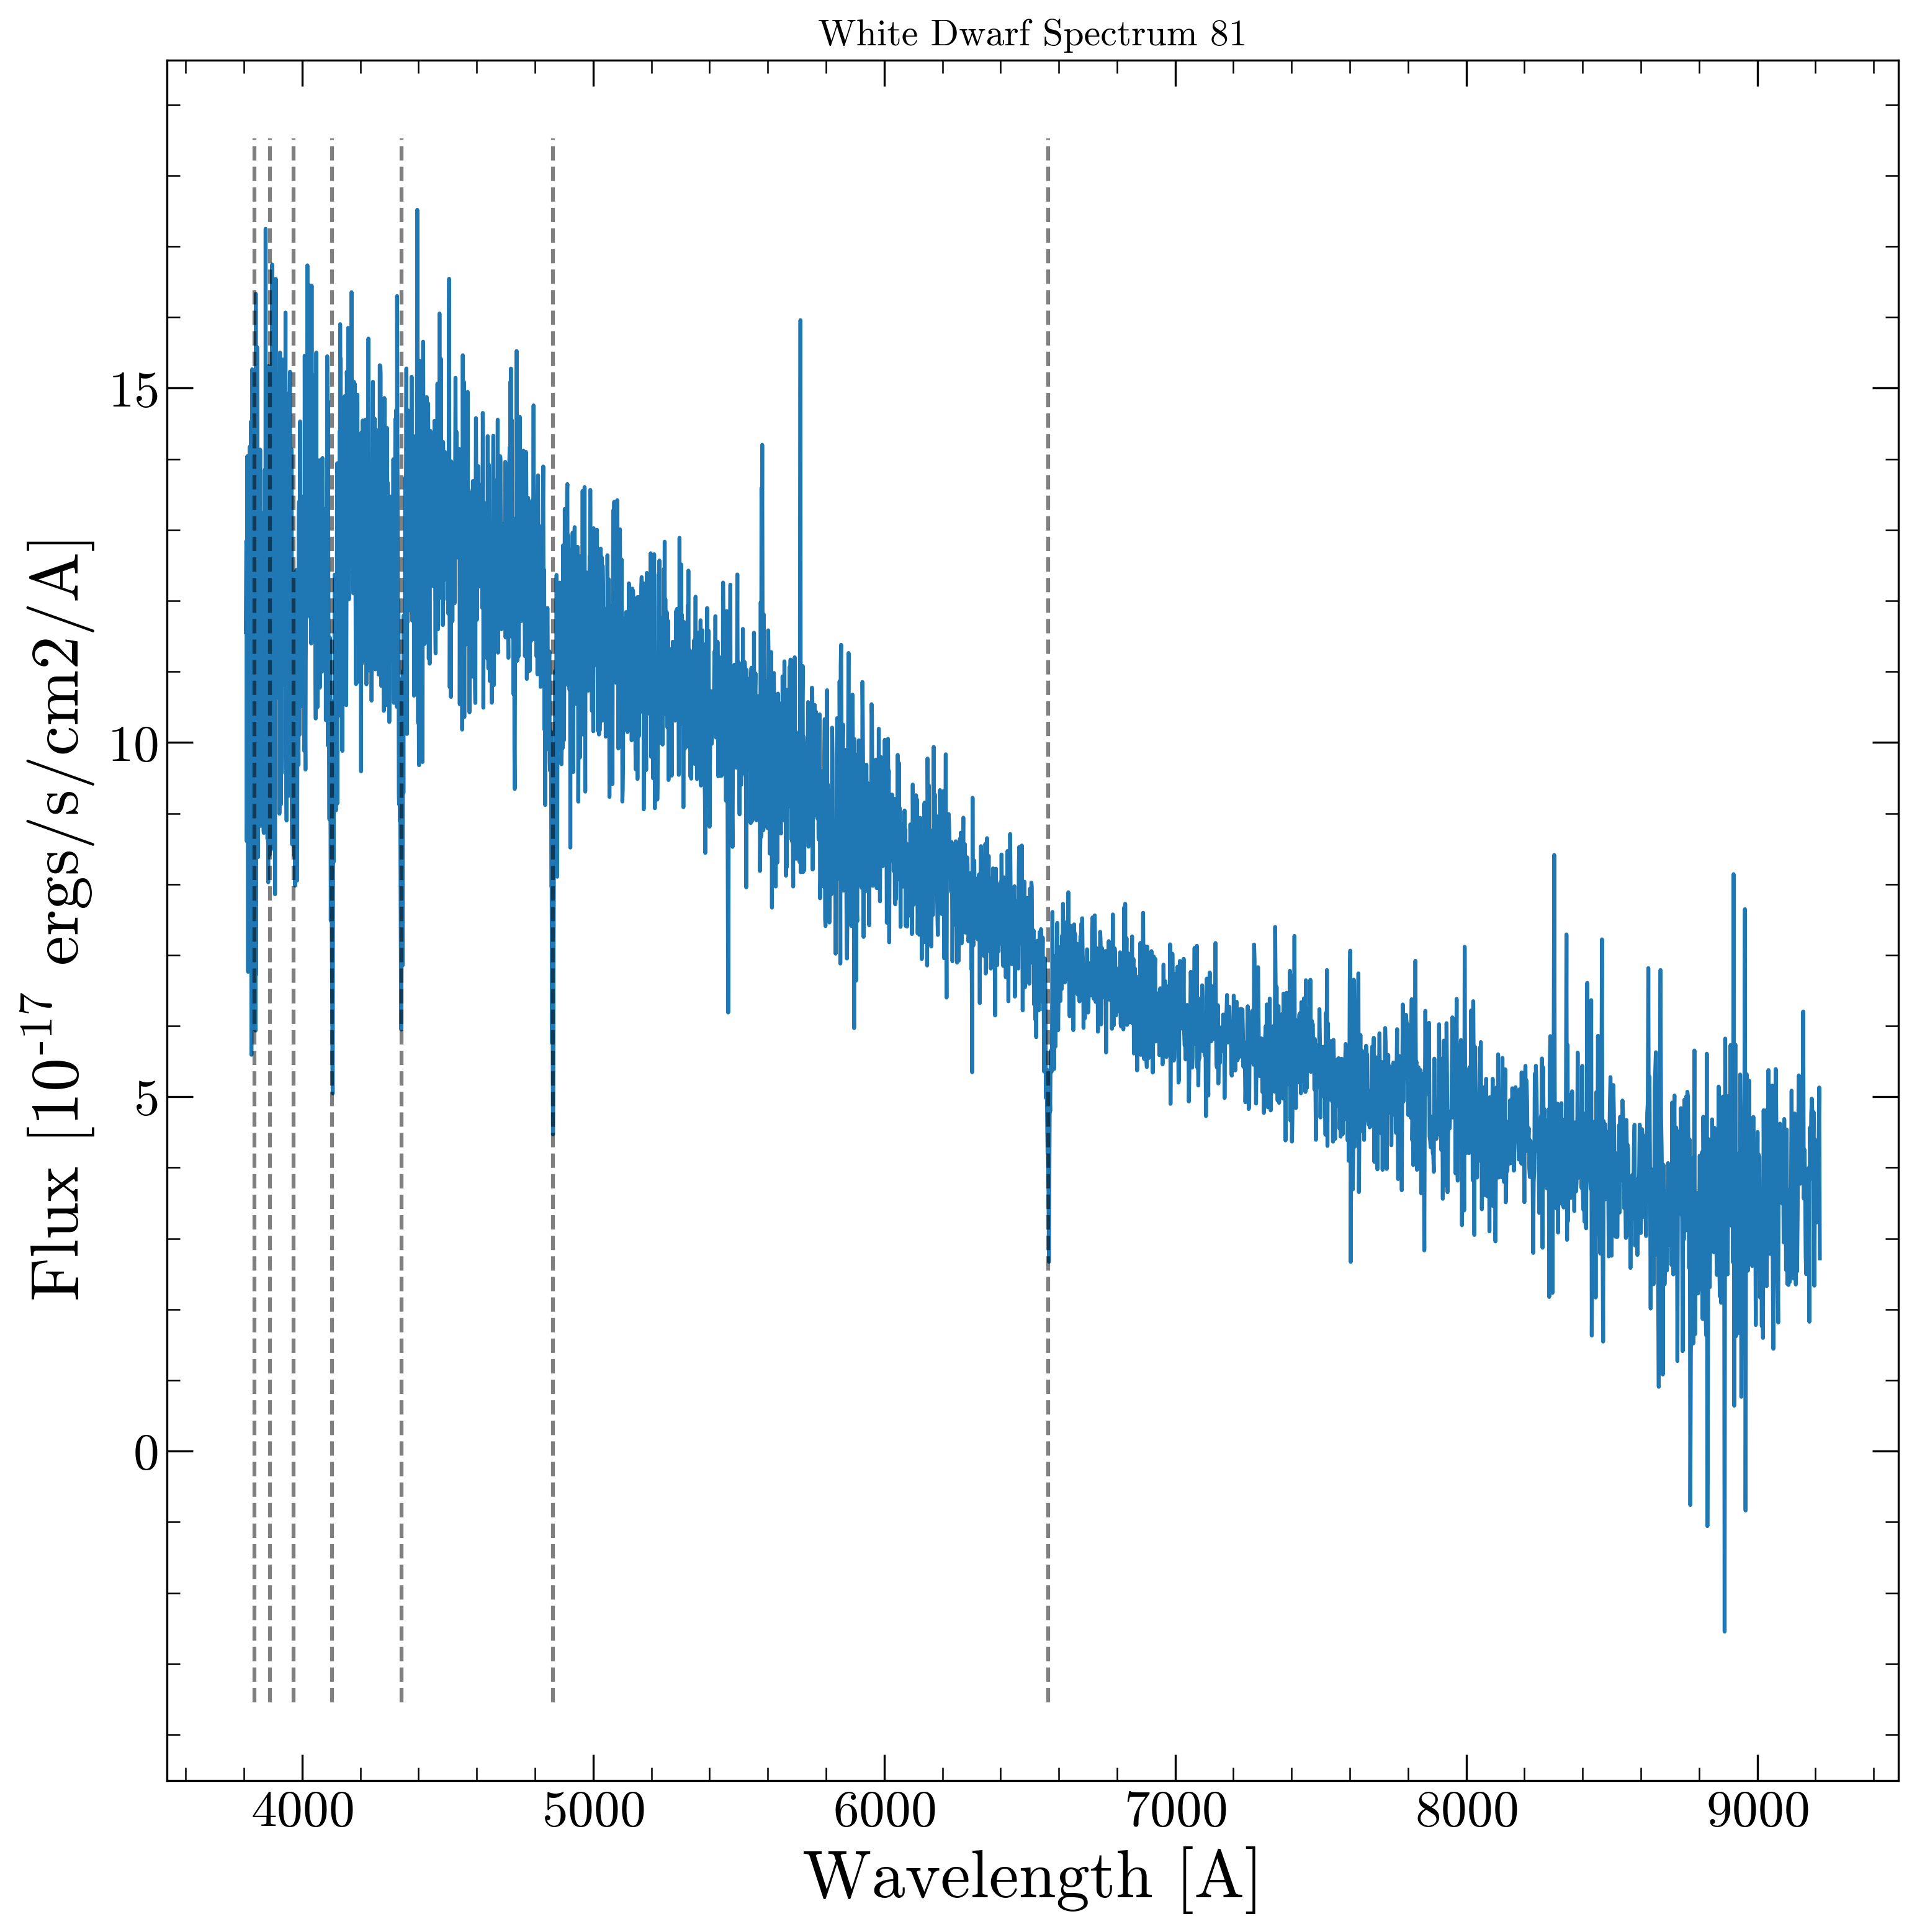 White Dwarf Spectrum 81
Flux [10-17 ergs/s/cm2/A]
15
10
5
0
4000 5000 6000 7000 8000 9000
Wavelength [A]